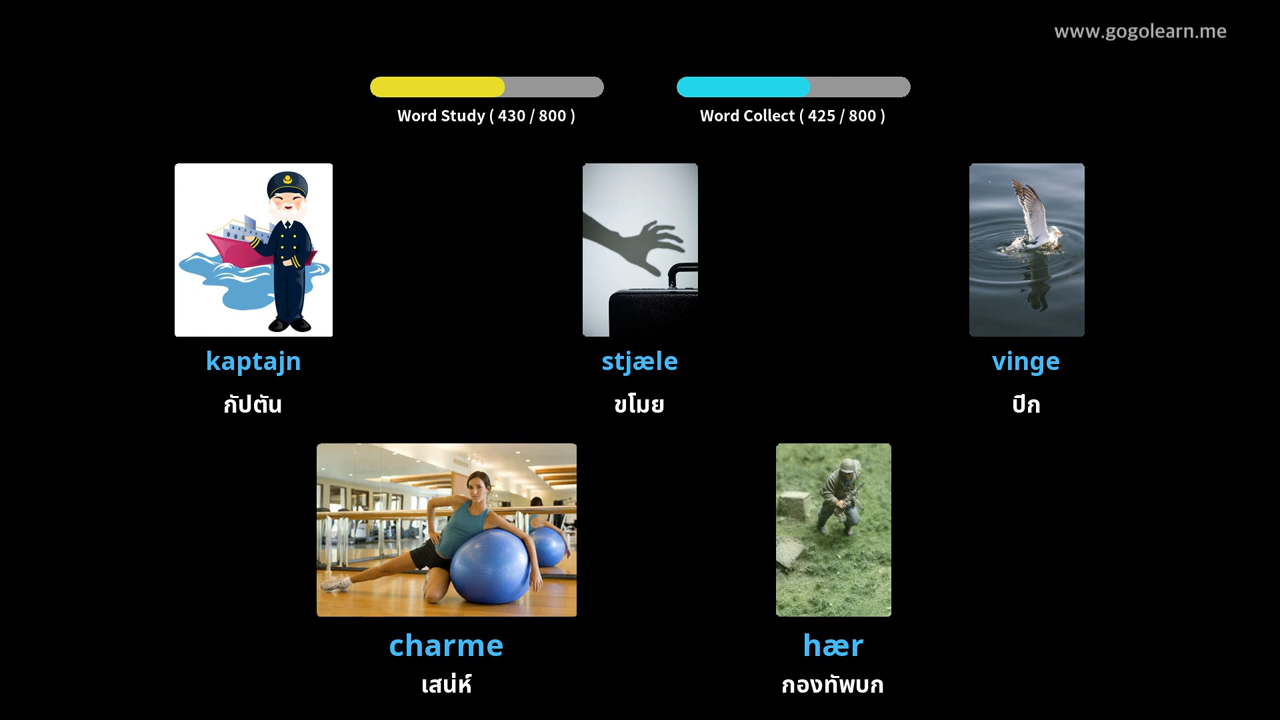 www.gogolearn.me
Word Study ( 430 / 800 )
Word Collect ( 425 / 800 )
kaptajn
stjæle
vinge
กัปตัน
ขโมย
ปีก
charme
hær
เสน่ห์
กองทัพบก